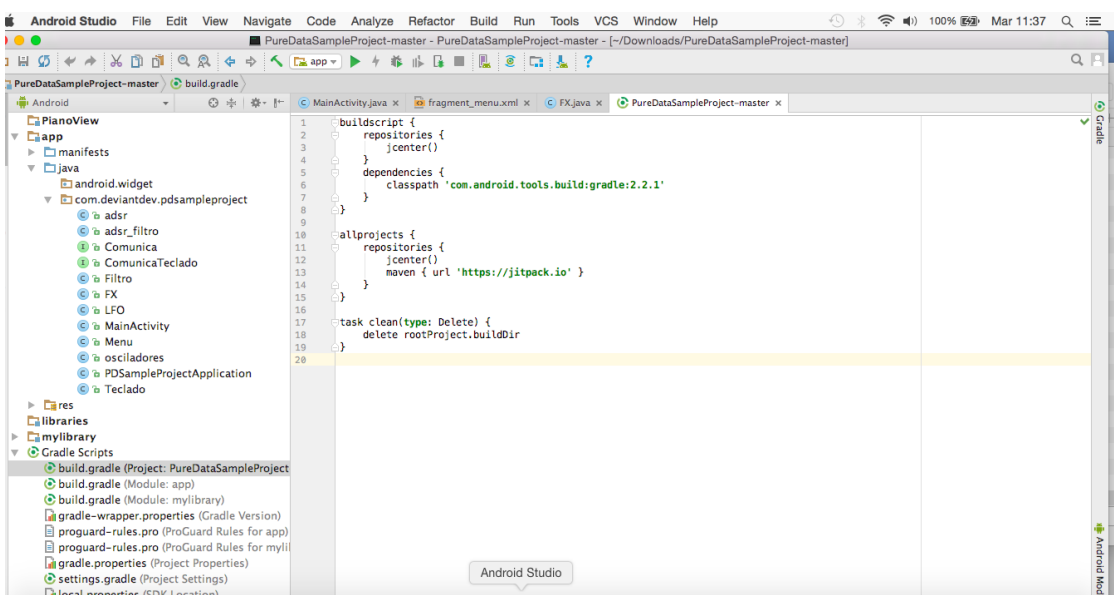 Android Studio File Edit View Navigate Code Analyze Refactor Build Run Tools VCS Window Help 100% Mar 11:37
PureDataSampleProject-master - PureDataSampleProject-master - [~/Downloads/PureDataSampleProject-master]
app
PureDataSampleProject-master build.gradle
Android
MainActivity.java fragment_menu.xml FX.java PureDataSampleProject-master
PianoView
app
manifests
java
android.widget
com.deviantdev.pdsampleproject
adsr
adsr_filtro
Comunica
ComunicaTeclado
Filtro
FX
LFO
MainActivity
Menu
osciladores
PDSampleProjectApplication
Teclado
res
libraries
mylibrary
Gradle Scripts
build.gradle (Project: PureDataSampleProject
build.gradle (Module: app)
build.gradle (Module: mylibrary)
gradle-wrapper.properties (Gradle Version)
proguard-rules.pro (ProGuard Rules for app)
proguard-rules.pro (ProGuard Rules for myli
gradle.properties (Project Properties)
settings.gradle (Project Settings)
local.properties (SDK Location)
1 buildscript {
2 repositories {
3 jcenter()
4 }
5 dependencies {
6 classpath 'com.android.tools.build:gradle:2.2.1'
7 }
8 }
9
10 allprojects {
11 repositories {
12 jcenter()
13 maven { url 'https://jitpack.io' }
14 }
15 }
16
17 task clean(type: Delete) {
18 delete rootProject.buildDir
19 }
20
Gradle
Android Mod
Android Studio